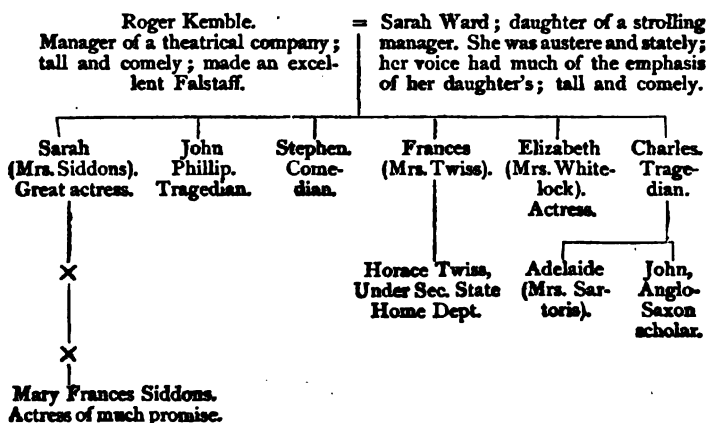 Roger Kemble.
Manager of a theatrical company;
tall and comely; made an excel-
lent Falstaff.
= Sarah Ward; daughter of a strolling
manager. She was austere and stately;
her voice had much of the emphasis
of her daughter's; tall and comely.
Sarah
(Mrs. Siddons).
Great actress.
John
Phillip.
Tragedian.
Stephen.
Come-
dian.
Frances
(Mrs. Twiss).
Elizabeth
(Mrs. White-
lock).
Actress.
Charles.
Trage-
dian.
×
×
Horace Twiss,
Under Sec. State
Home Dept.
Adelaide
(Mrs. Sar-
toris).
John,
Anglo-
Saxon
scholar.
Mary Frances Siddons.
Actress of much promise.